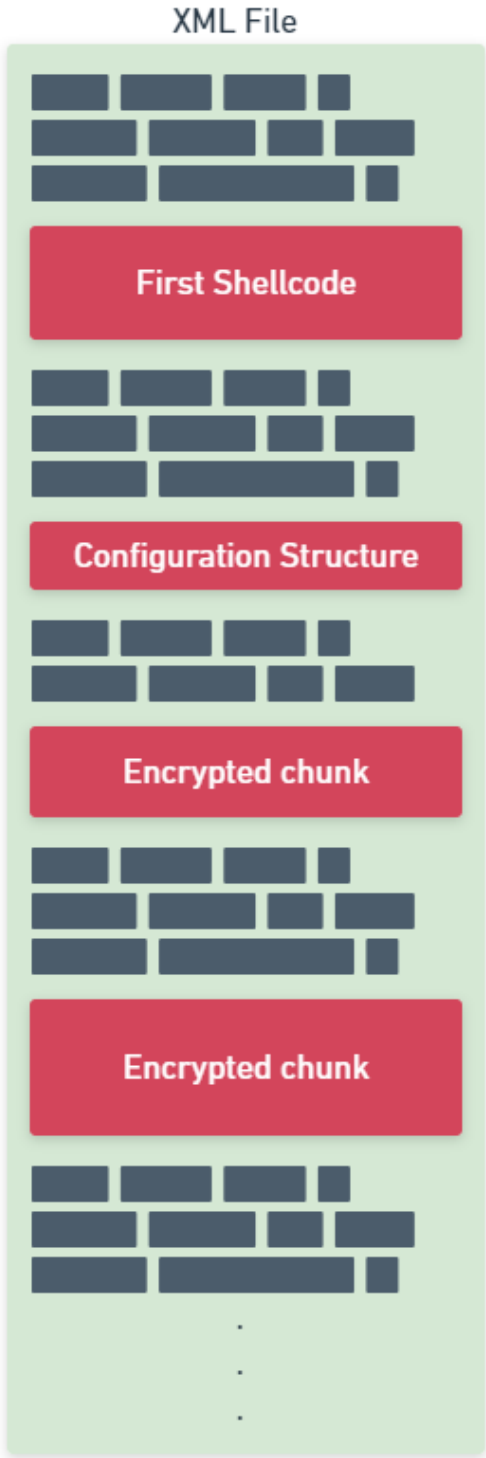 XML File
First Shellcode
Configuration Structure
Encrypted chunk
Encrypted chunk
.
.
.